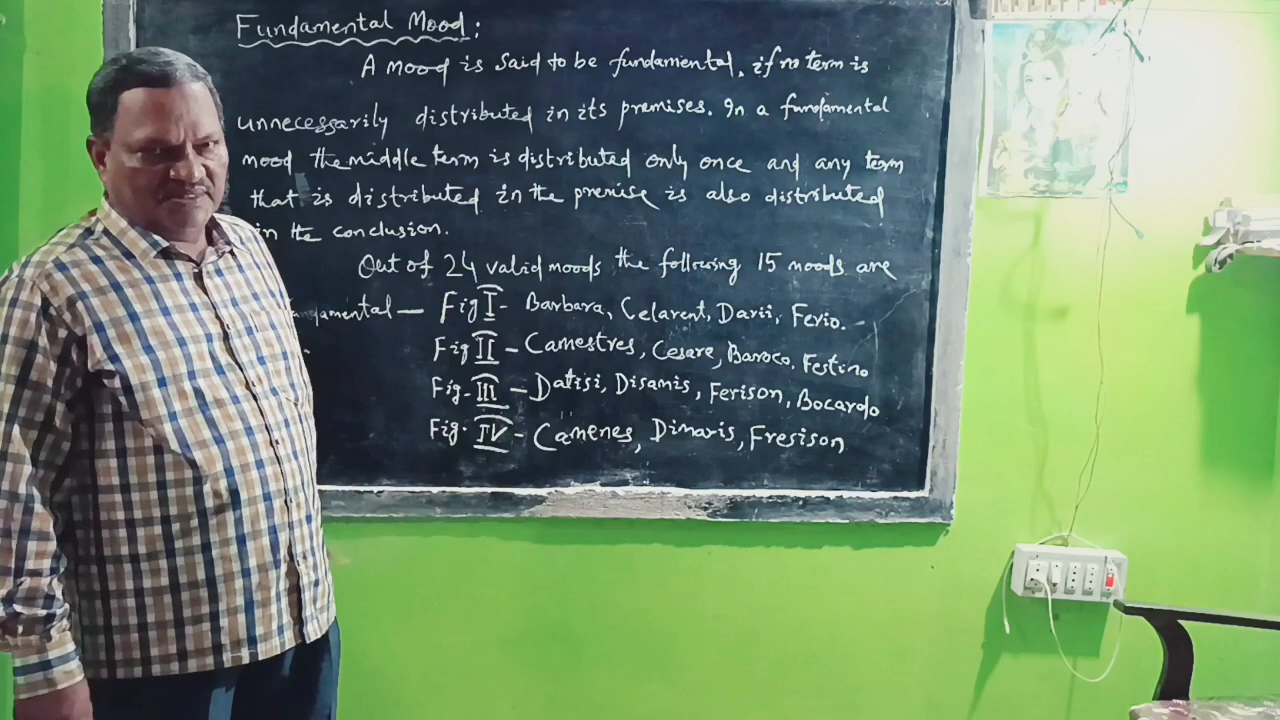 Fundamental Mood:
A mood is said to be fundamental, if no term is
unnecessarily distributed in its premises. In a fundamental
mood the middle term is distributed only once and any term
that is distributed in the premise is also distributed
in the conclusion.
Out of 24 valid moods the following 15 moods are
damental — Fig I - Barbara, Celarent, Darii, Ferio.
Fig II - Camestres, Cesare, Baroco, Festino
Fig. III - Datisi, Disamis, Ferison, Bocardo
Fig. IV - Camenes, Dimaris, Fresison